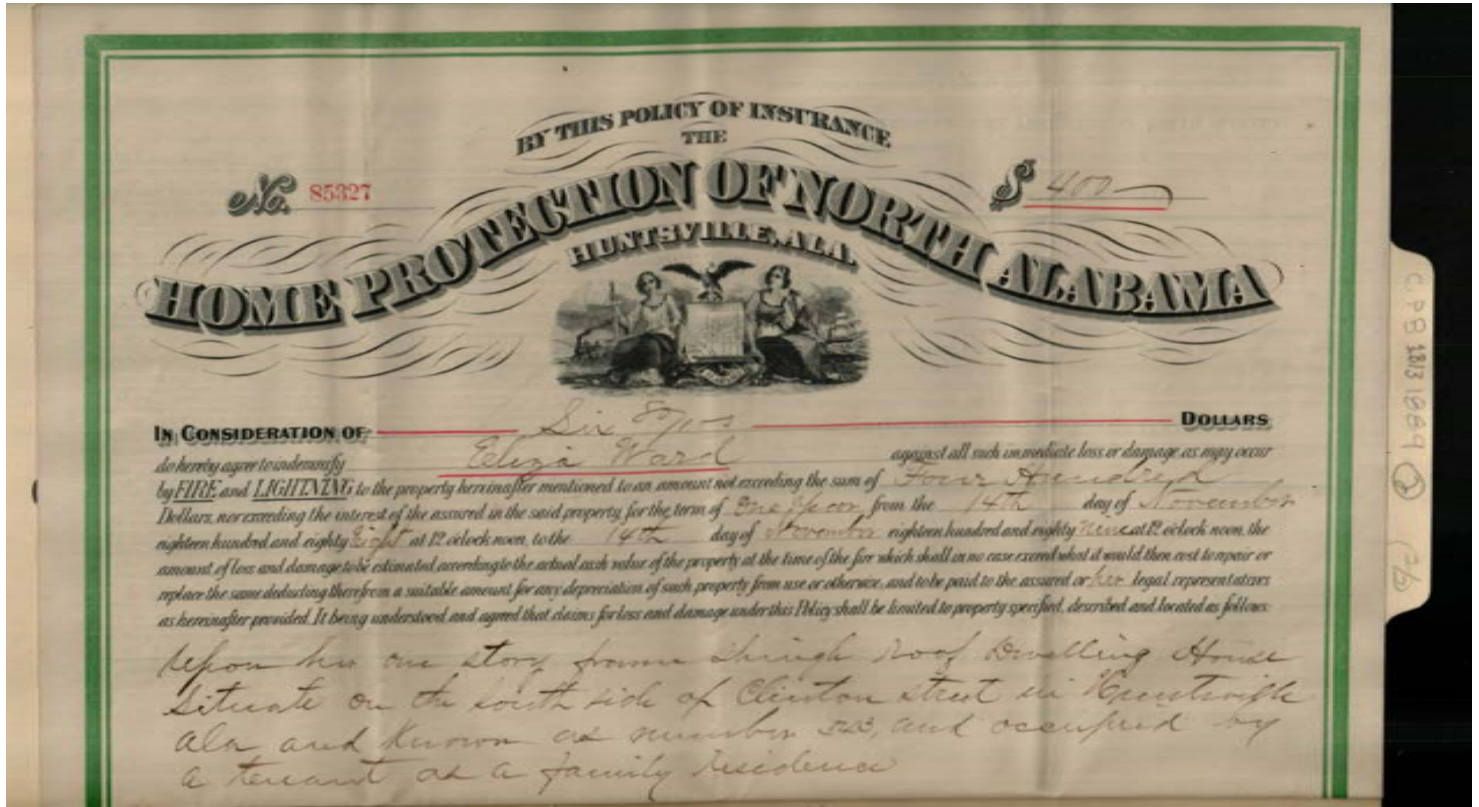 BY THIS POLICY OF INSURANCE
THE
No. 85327
$ 400
HOME PROTECTION OF NORTH ALABAMA
HUNTSVILLE, ALA.
IN CONSIDERATION OF Six 80/100 DOLLARS
do hereby agree to indemnify Eliza Ward against all such immediate loss or damage as may occur
by FIRE and LIGHTNING to the property hereinafter mentioned to an amount not exceeding the sum of Four Hundred
Dollars, nor exceeding the interest of the assured in the said property, for the term of One Year from the 14th day of November
eighteen hundred and eighty Eight at 12 o'clock noon, to the 14th day of November eighteen hundred and eighty Nine at 12 o'clock noon, the
amount of loss and damage to be estimated according to the actual cash value of the property at the time of the fire which shall in no case exceed what it would then cost to repair or
replace the same deducting therefrom a suitable amount for any depreciation of such property from use or otherwise, and to be paid to the assured or her legal representatives
as hereinafter provided. It being understood and agreed that claims for loss and damage under this Policy shall be limited to property specified, described and located as follows:
Upon her one story frame shingle roof Dwelling House
Situate on the south side of Clinton street in Huntsville
Ala and Known as number and occupied by
a tenant as a family residence
C. PB 1889